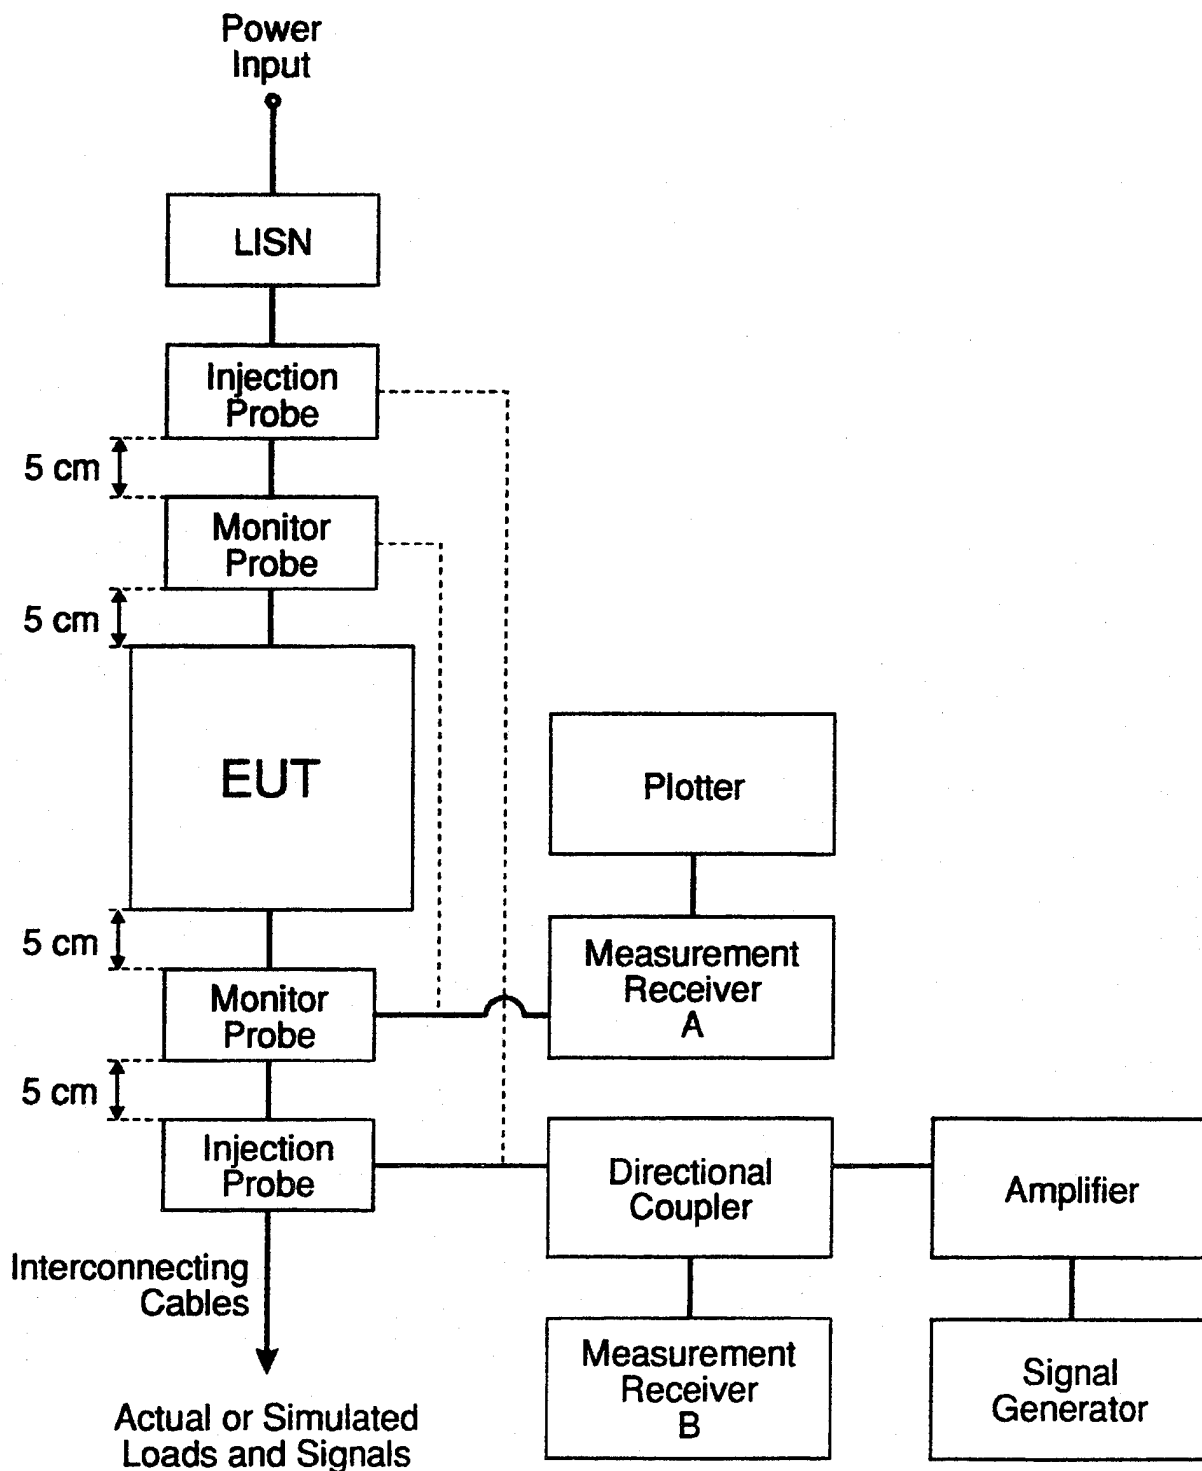 Power
Input
LISN
Injection
Probe
5 cm
Monitor
Probe
5 cm
EUT
Plotter
5 cm
Measurement
Receiver
A
Monitor
Probe
5 cm
Injection
Probe
Directional
Coupler
Amplifier
Interconnecting
Cables
Measurement
Receiver
B
Signal
Generator
Actual or Simulated
Loads and Signals